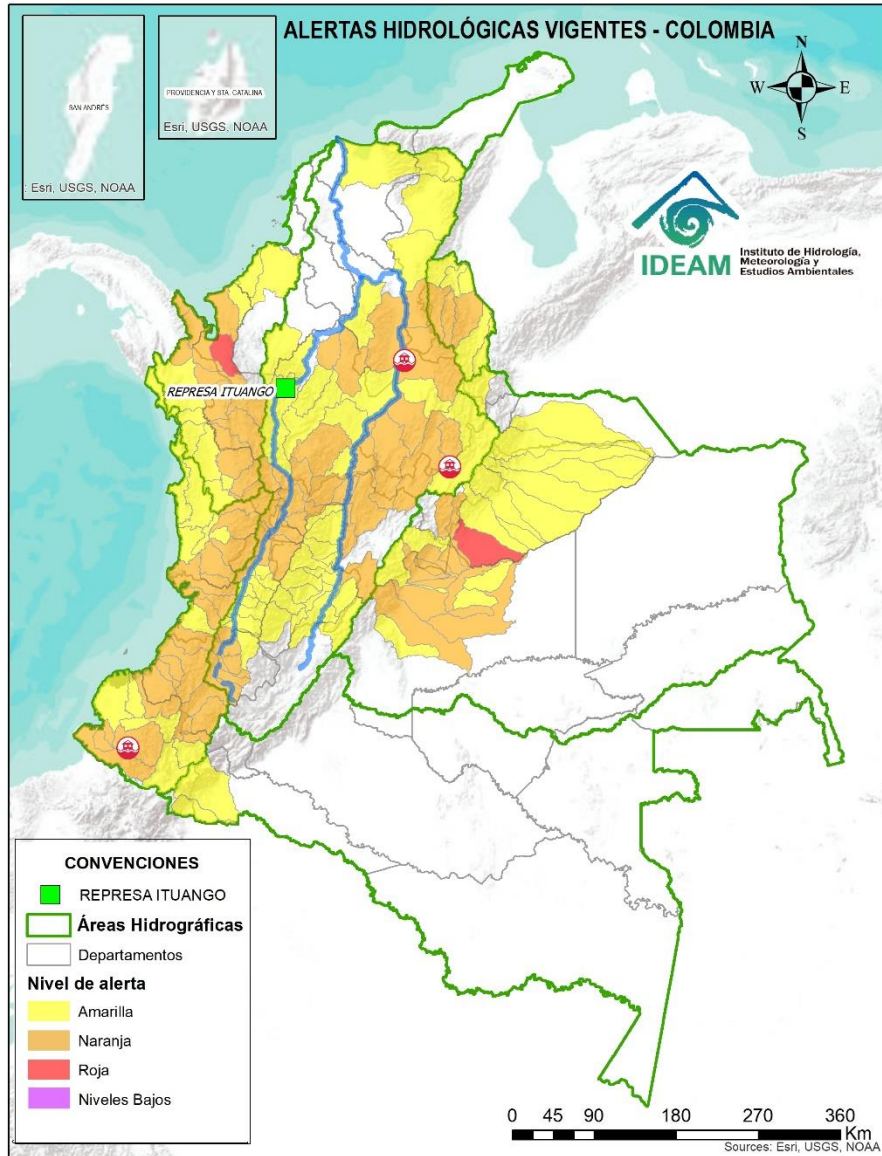 ALERTAS HIDROLÓGICAS VIGENTES - COLOMBIA
SAN ANDRÉS
: Esri, USGS, NOAA
PROVIDENCIA Y STA. CATALINA
Esri, USGS, NOAA
N
W
E
S
IDEAM
Instituto de Hidrología,
Meteorología y
Estudios Ambientales
REPRESA ITUANGO
CONVENCIONES
REPRESA ITUANGO
Áreas Hidrográficas
Departamentos
Nivel de alerta
Amarilla
Naranja
Roja
Niveles Bajos
0 45 90 180 270 360
Km
Sources: Esri, USGS, NOAA